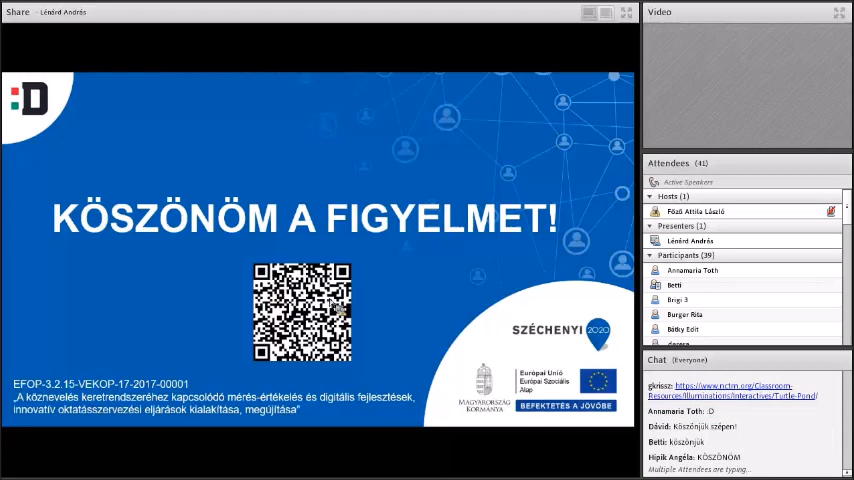 Share - Lénárd András
:D
KÖSZÖNÖM A FIGYELMET!
SZÉCHENYI 2020
MAGYARORSZÁG
KORMÁNYA
Európai Unió
Európai Szociális
Alap
BEFEKTETÉS A JÖVŐBE
EFOP-3.2.15-VEKOP-17-2017-00001
„A köznevelés keretrendszeréhez kapcsolódó mérés-értékelés és digitális fejlesztések,
innovatív oktatásszervezési eljárások kialakítása, megújítása”
Video
Attendees (41)
Active Speakers
Hosts (1)
Főző Attila László
Presenters (1)
Lénárd András
Participants (39)
Annamaria Toth
Betti
Brigi 3
Burger Rita
Bátky Edit
Chat (Everyone)
gkrissz: https://www.nctm.org/Classroom-
Resources/Illuminations/Interactives/Turtle-Pond/
Annamaria Toth: :D
Dávid: Köszönjük szépen!
Betti: köszönjük
Hipik Angéla: KÖSZÖNÖM
Multiple Attendees are typing...